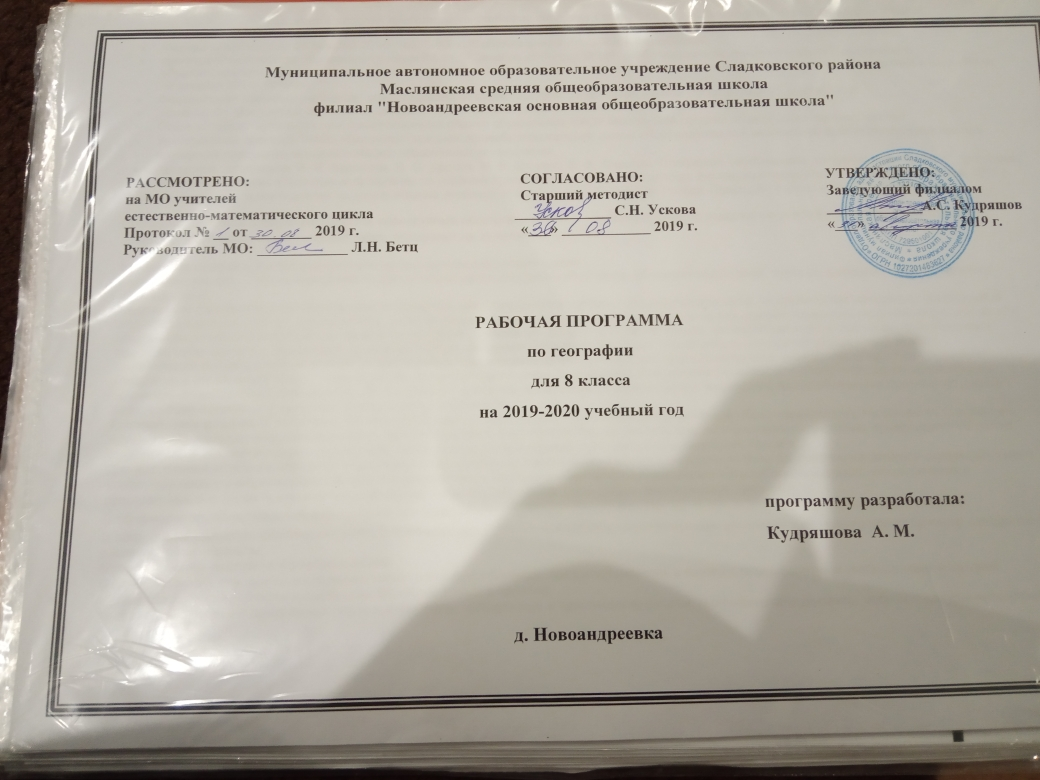 Муниципальное автономное образовательное учреждение Сладковского района
Маслянская средняя общеобразовательная школа
филиал "Новоандреевская основная общеобразовательная школа"
РАССМОТРЕНО:
на МО учителей
естественно-математического цикла
Протокол № 1 от 30.08 2019 г.
Руководитель МО: Л.Н. Бетц
СОГЛАСОВАНО:
Старший методист
Ускова С.Н. Ускова
«30» 08 2019 г.
УТВЕРЖДЕНО:
Заведующий филиалом
А.С. Кудряшов
«30» августа 2019 г.
РАБОЧАЯ ПРОГРАММА
по географии
для 8 класса
на 2019-2020 учебный год
программу разработала:
Кудряшова А. М.
д. Новоандреевка